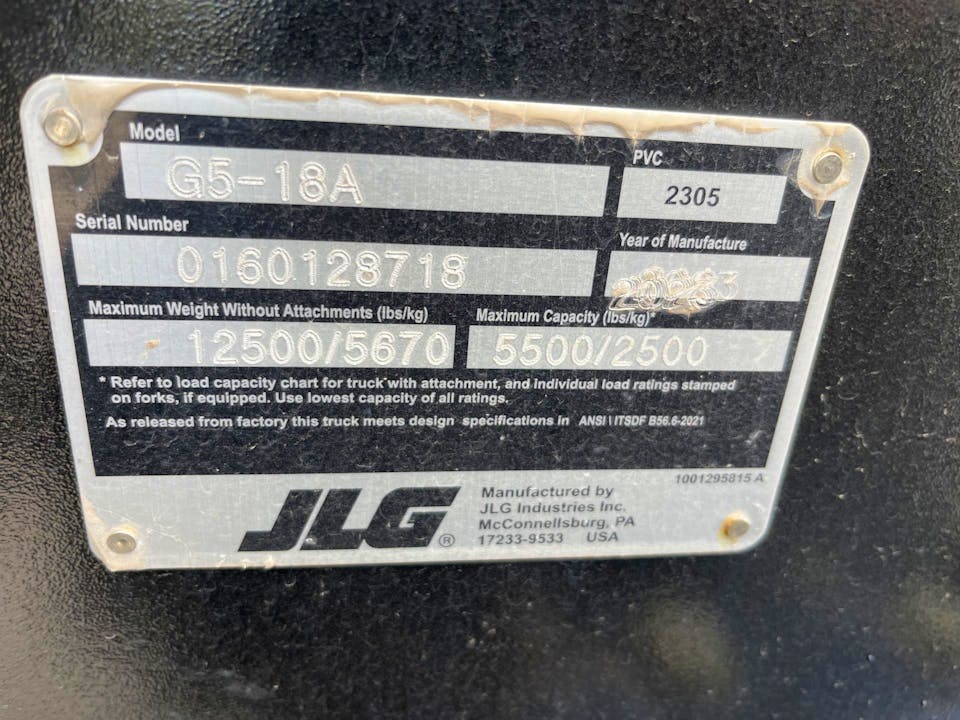 Model
G5-18A
PVC
2305
Serial Number
0160128718
Year of Manufacture
Maximum Weight Without Attachments (lbs/kg)
12500/5670
Maximum Capacity (lbs/kg)*
5500/2500
* Refer to load capacity chart for truck with attachment, and individual load ratings stamped
on forks, if equipped. Use lowest capacity of all ratings.
As released from factory this truck meets design specifications in ANSI \ ITSDF B56.6-2021
1001295815 A
JLG®
Manufactured by
JLG Industries Inc.
McConnellsburg, PA
17233-9533 USA